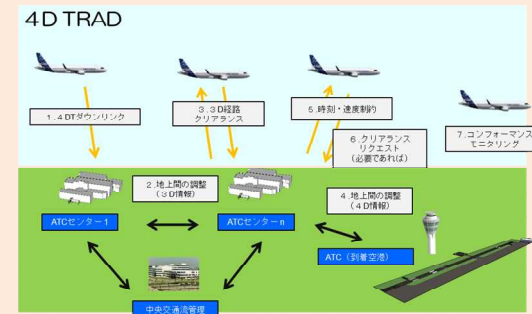 4D TRAD
1.4DTダウンリンク
3.3D経路
クリアランス
5.時刻・速度制約
6.クリアランス
リクエスト
(必要であれば)
7.コンフォーマンス
モニタリング
2.地上間の調整
(3D情報)
4.地上間の調整
(4D情報)
ATCセンター1
ATCセンターn
ATC(到着空港)
中央交通流管理